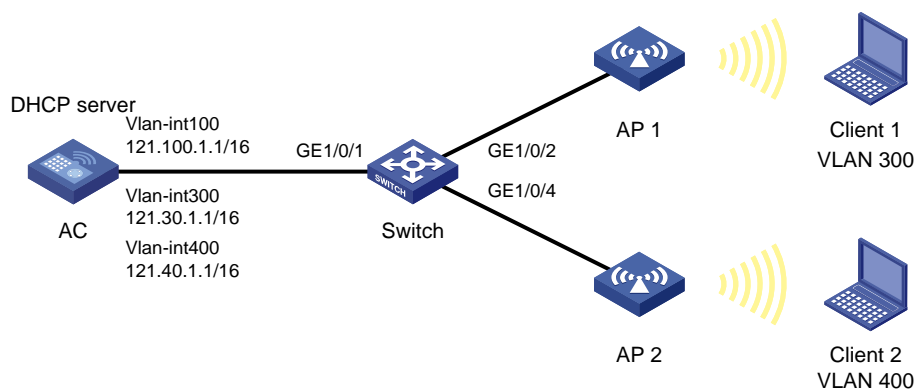 DHCP server
Vlan-int100
121.100.1.1/16
Vlan-int300
121.30.1.1/16
Vlan-int400
121.40.1.1/16
AC
GE1/0/1
SWITCH
Switch
GE1/0/2
GE1/0/4
AP 1
Client 1
VLAN 300
AP 2
Client 2
VLAN 400